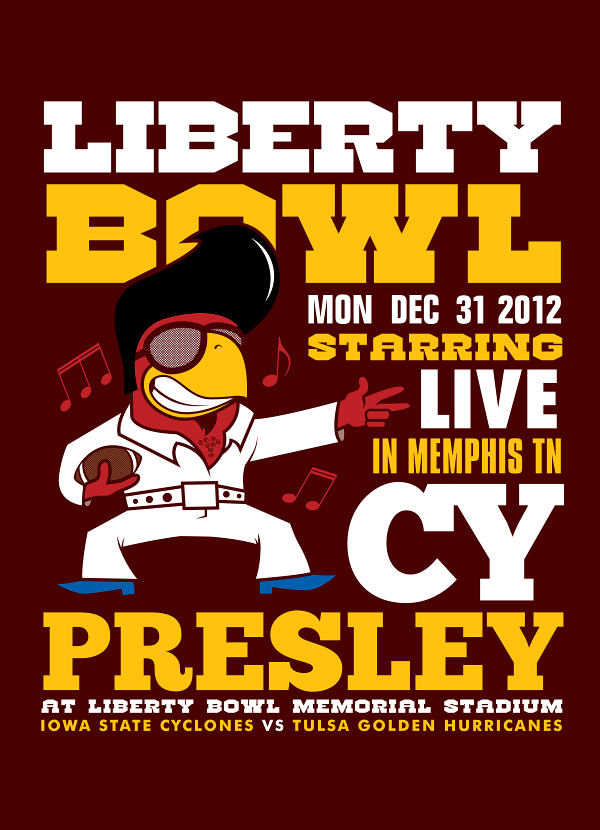 LIBERTY
BOWL
MON DEC 31 2012
STARRING
LIVE
IN MEMPHIS TN
CY
PRESLEY
AT LIBERTY BOWL MEMORIAL STADIUM
IOWA STATE CYCLONES VS TULSA GOLDEN HURRICANES